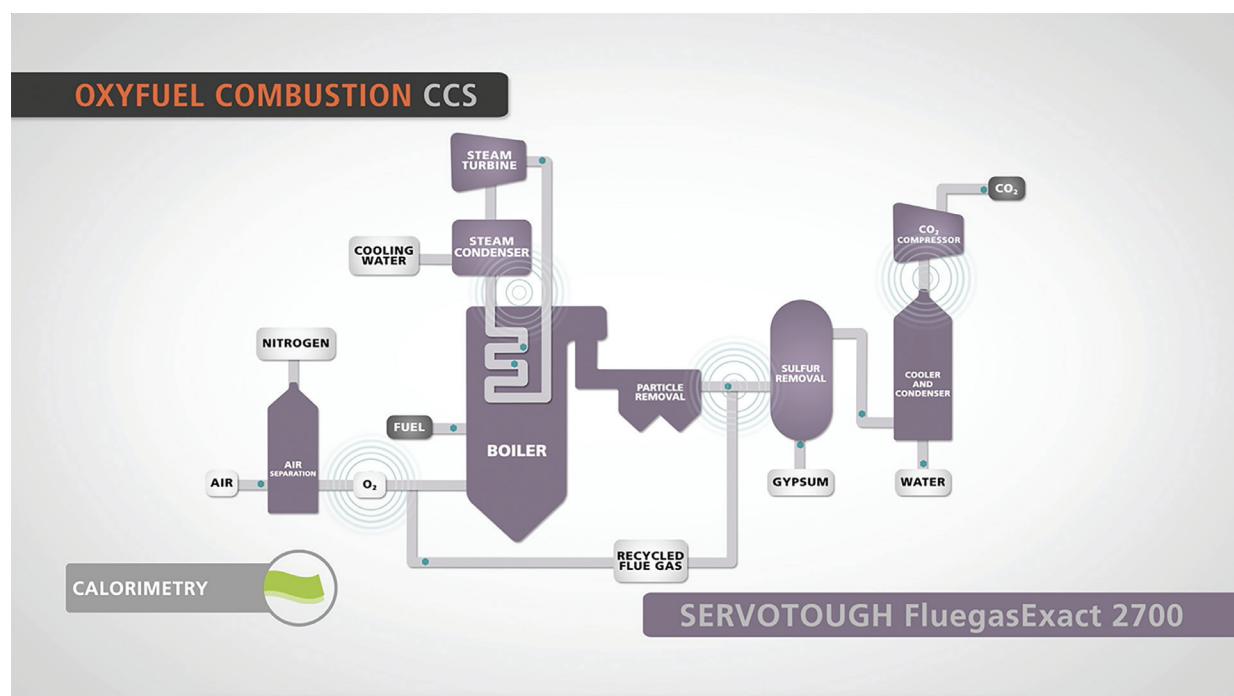 OXYFUEL COMBUSTION CCS
STEAM
TURBINE
CO₂
STEAM
CONDENSER
COOLING
WATER
CO₂
COMPRESSOR
NITROGEN
SULFUR
REMOVAL
COOLER
AND
CONDENSER
PARTICLE
REMOVAL
FUEL
BOILER
AIR
SEPARATION
AIR
O₂
GYPSUM
WATER
RECYCLED
FLUE GAS
CALORIMETRY
SERVOTOUGH FluegasExact 2700